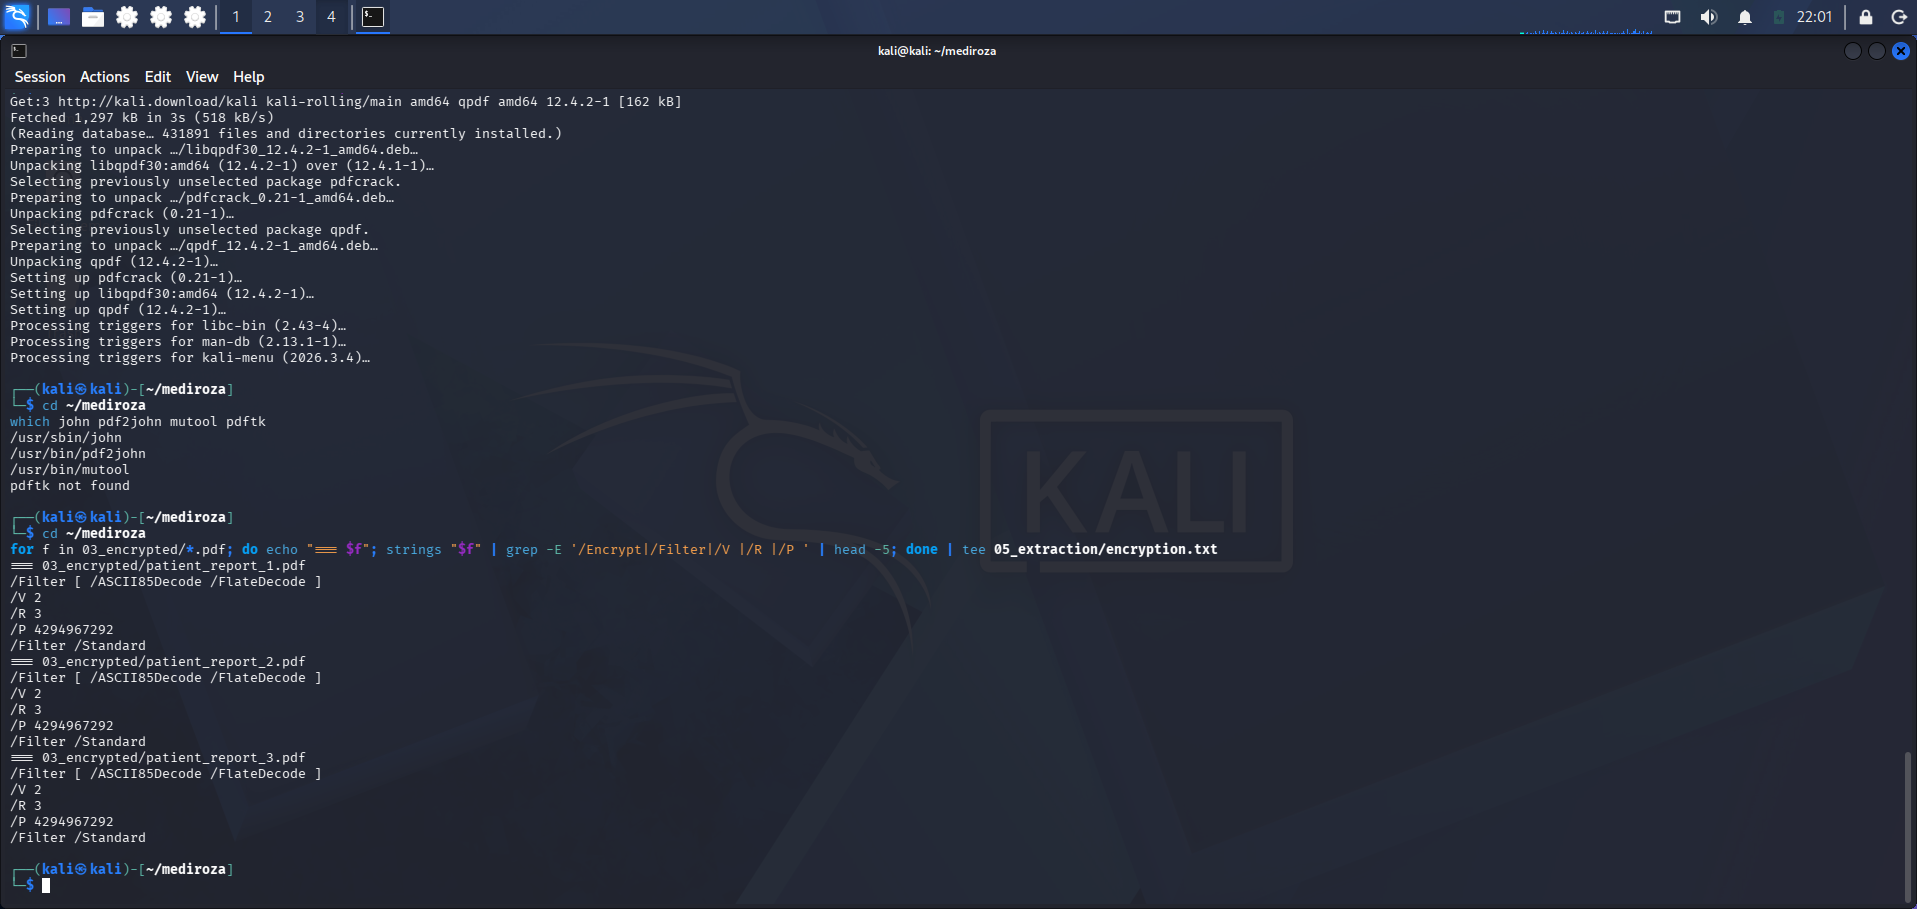 1 2 3 4 22:01
kali@kali: ~/mediroza
Session Actions Edit View Help
Get:3 http://kali.download/kali kali-rolling/main amd64 qpdf amd64 12.4.2-1 [162 kB]
Fetched 1,297 kB in 3s (518 kB/s)
(Reading database… 431891 files and directories currently installed.)
Preparing to unpack …/libqpdf30_12.4.2-1_amd64.deb…
Unpacking libqpdf30:amd64 (12.4.2-1) over (12.4.1-1)…
Selecting previously unselected package pdfcrack.
Preparing to unpack …/pdfcrack_0.21-1_amd64.deb…
Unpacking pdfcrack (0.21-1)…
Selecting previously unselected package qpdf.
Preparing to unpack …/qpdf_12.4.2-1_amd64.deb…
Unpacking qpdf (12.4.2-1)…
Setting up pdfcrack (0.21-1)…
Setting up libqpdf30:amd64 (12.4.2-1)…
Setting up qpdf (12.4.2-1)…
Processing triggers for libc-bin (2.43-4)…
Processing triggers for man-db (2.13.1-1)…
Processing triggers for kali-menu (2026.3.4)…
┌──(kali㉿kali)-[~/mediroza]
└─$ cd ~/mediroza
which john pdf2john mutool pdftk
/usr/sbin/john
/usr/bin/pdf2john
/usr/bin/mutool
pdftk not found
┌──(kali㉿kali)-[~/mediroza]
└─$ cd ~/mediroza
for f in 03_encrypted/*.pdf; do echo "=== $f"; strings "$f" | grep -E '/Encrypt|/Filter|/V |/R |/P ' | head -5; done | tee 05_extraction/encryption.txt
=== 03_encrypted/patient_report_1.pdf
/Filter [ /ASCII85Decode /FlateDecode ]
/V 2
/R 3
/P 4294967292
/Filter /Standard
=== 03_encrypted/patient_report_2.pdf
/Filter [ /ASCII85Decode /FlateDecode ]
/V 2
/R 3
/P 4294967292
/Filter /Standard
=== 03_encrypted/patient_report_3.pdf
/Filter [ /ASCII85Decode /FlateDecode ]
/V 2
/R 3
/P 4294967292
/Filter /Standard
┌──(kali㉿kali)-[~/mediroza]
└─$
KALI